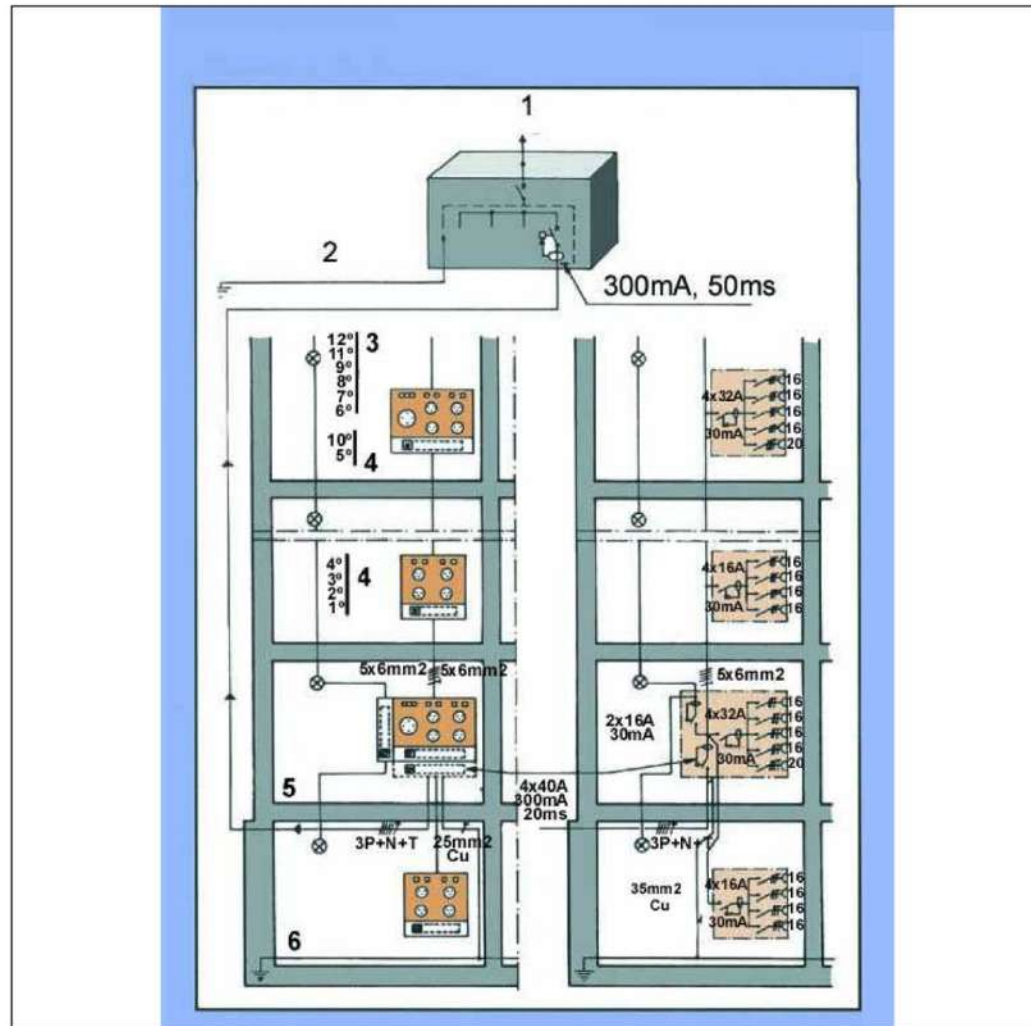 1
2
300mA, 50ms
12º
11º
9º
8º
7º
6º
3
10º
5º
4
4x32A
30mA
16
16
16
16
20
4º
3º
2º
1º
4
4x16A
30mA
16
16
16
16
5x6mm2
5x6mm2
5x6mm2
2x16A
30mA
4x32A
30mA
16
16
16
16
20
5
4x40A
300mA
20ms
3P+N+T
25mm2
Cu
3P+N+T
35mm2
Cu
4x16A
30mA
16
16
16
16
6